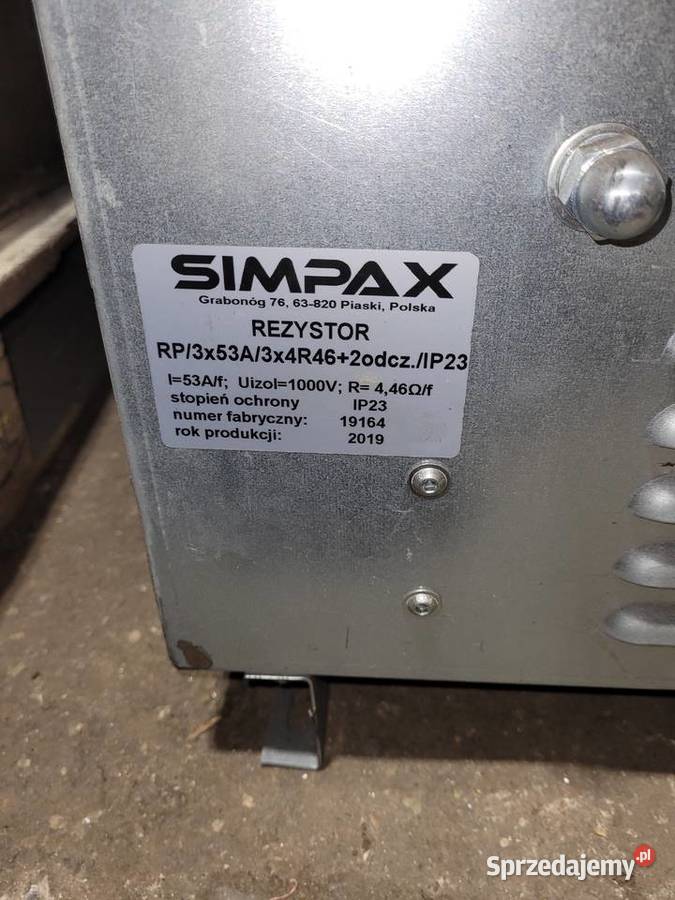 SIMPAX
Grabonóg 76, 63-820 Piaski, Polska
REZYSTOR
RP/3x53A/3x4R46+2odcz./IP23
I=53A/f; Uizol=1000V; R= 4,46Ω/f
stopień ochrony IP23
numer fabryczny: 19164
rok produkcji: 2019
Sprzedajemy.pl